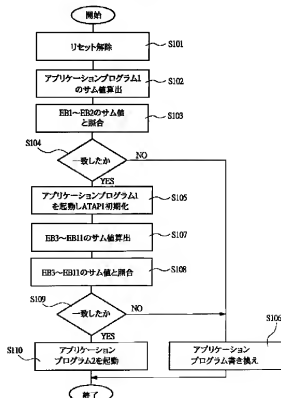 開始
リセット解除
S101
アプリケーションプログラム1
のサム値算出
S102
EB1～EB2のサム値
と照合
S103
S104
一致したか
NO
YES
アプリケーションプログラム1
を起動しATAPI初期化
S105
EB3～EB11のサム値算出
S107
EB3～EB11のサム値と照合
S108
S109
一致したか
NO
YES
S106
S110
アプリケーション
プログラム2を起動
アプリケーション
プログラム書き換え
終了